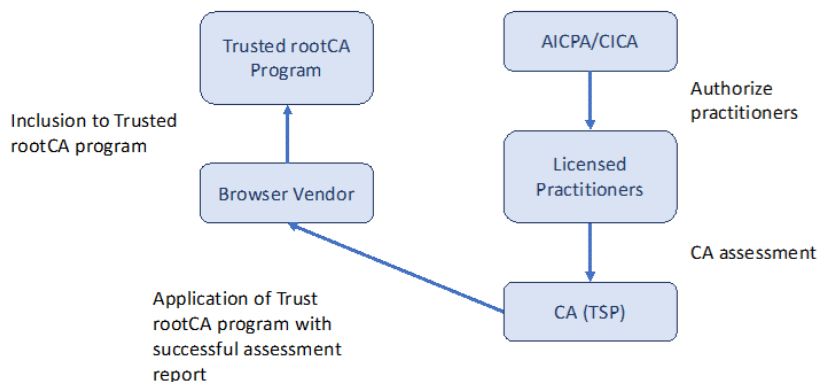 Trusted rootCA
Program
AICPA/CICA
Authorize
practitioners
Inclusion to Trusted
rootCA program
Licensed
Practitioners
Browser Vendor
CA assessment
Application of Trust
rootCA program with
successful assessment
report
CA (TSP)